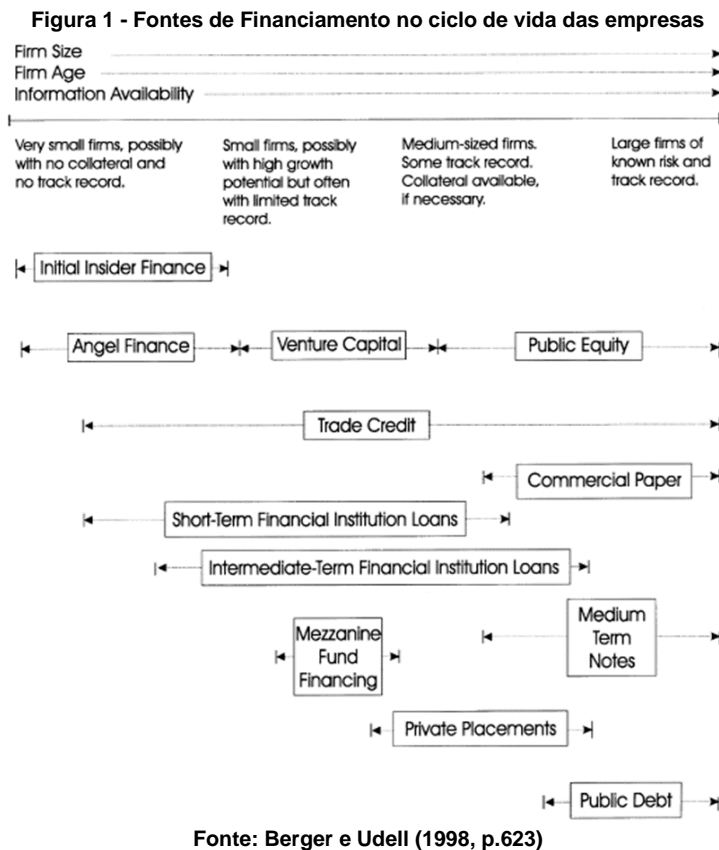 Figura 1 - Fontes de Financiamento no ciclo de vida das empresas
Firm Size
Firm Age
Information Availability
Very small firms, possibly
with no collateral and
no track record.
Small firms, possibly
with high growth
potential but often
with limited track
record.
Medium-sized firms.
Some track record.
Collateral available,
if necessary.
Large firms of
known risk and
track record.
Initial Insider Finance
Angel Finance
Venture Capital
Public Equity
Trade Credit
Commercial Paper
Short-Term Financial Institution Loans
Intermediate-Term Financial Institution Loans
Mezzanine
Fund
Financing
Medium
Term
Notes
Private Placements
Public Debt
Fonte: Berger e Udell (1998, p.623)